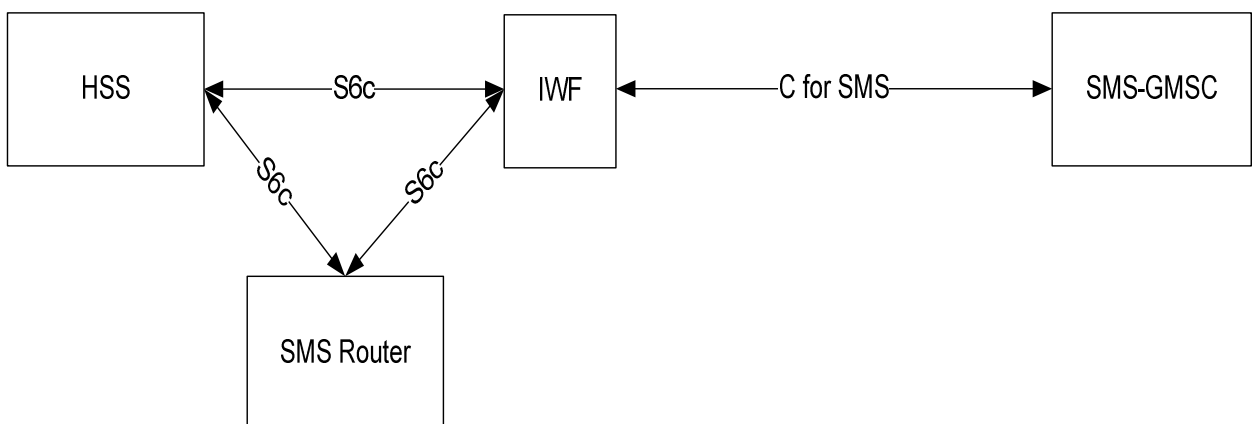 HSS
S6c
IWF
C for SMS
SMS-GMSC
S6c
S6c
SMS Router